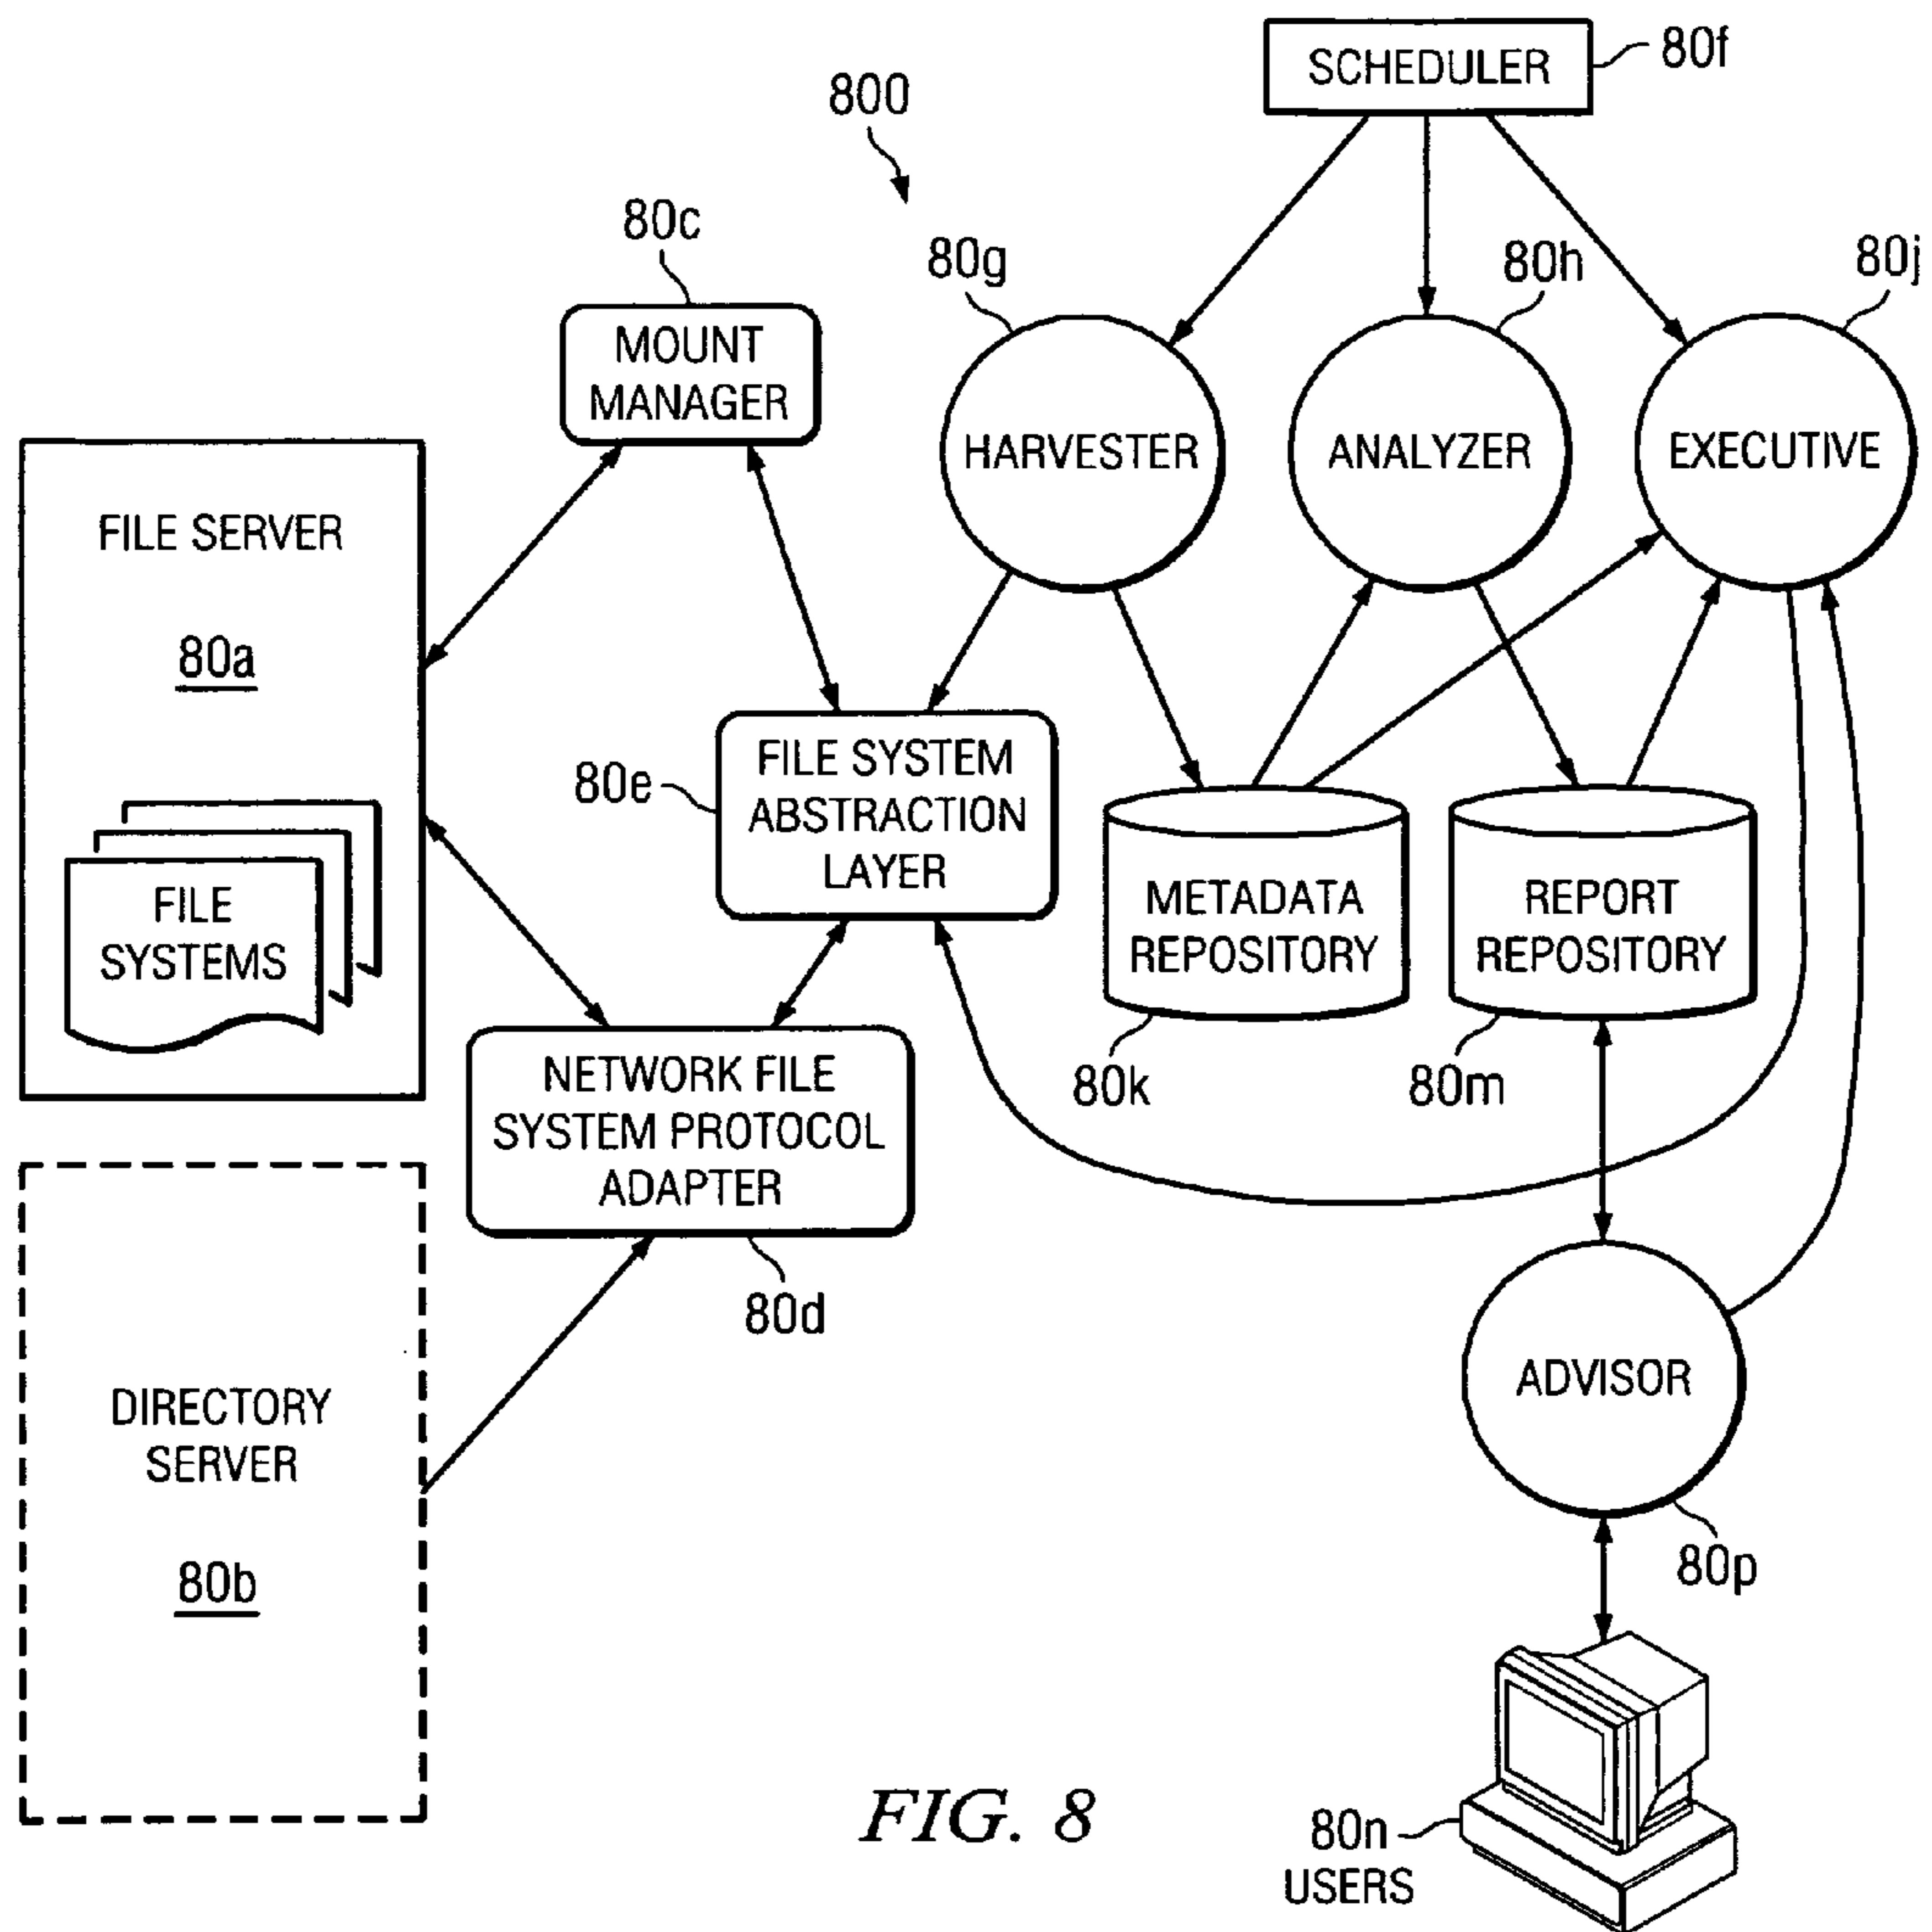 SCHEDULER
80f
800
80c
80g
80h
80j
MOUNT
MANAGER
HARVESTER
ANALYZER
EXECUTIVE
FILE SERVER
80a
FILE
SYSTEMS
80e
FILE SYSTEM
ABSTRACTION
LAYER
METADATA
REPOSITORY
REPORT
REPOSITORY
80k
80m
NETWORK FILE
SYSTEM PROTOCOL
ADAPTER
80d
DIRECTORY
SERVER
80b
ADVISOR
80p
FIG. 8
80n
USERS